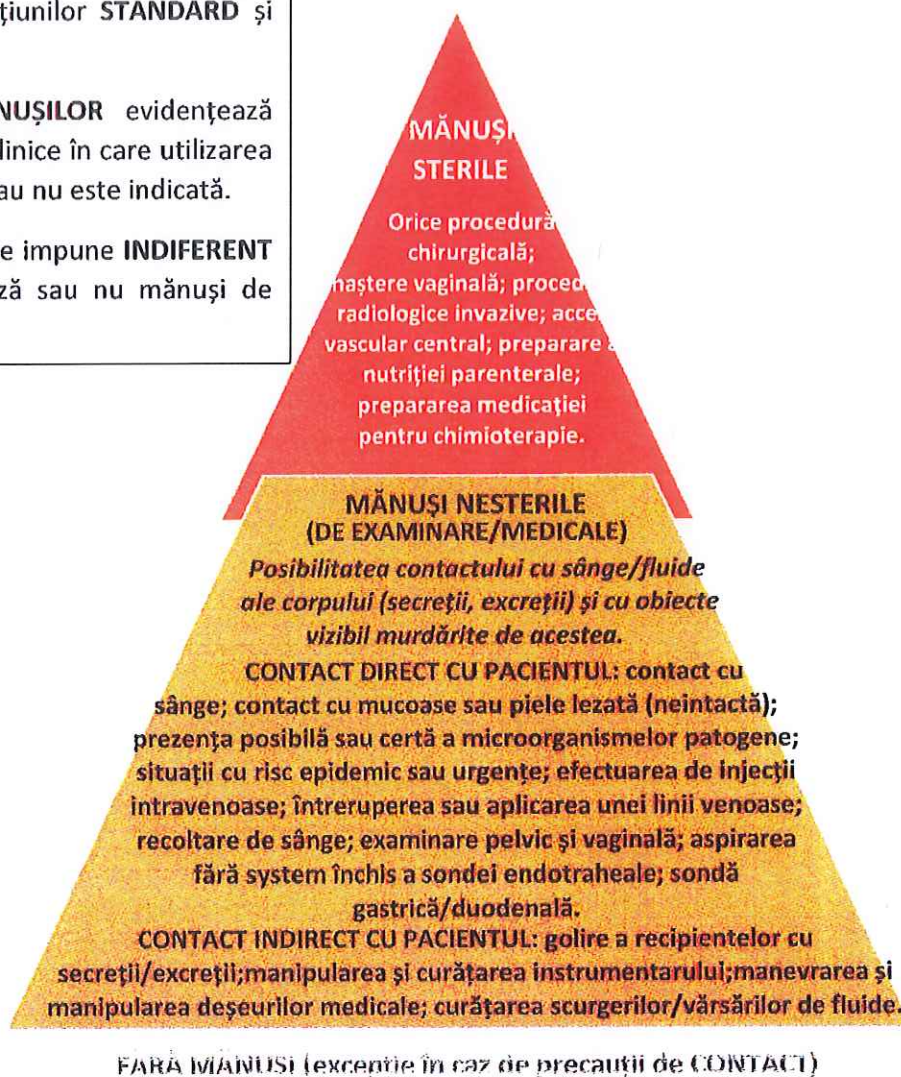 țiunilor STANDARD și
NUȘILOR evidențează
linice în care utilizarea
au nu este indicată.
e impune INDIFERENT
ză sau nu mănuși de
MĂNUȘI
STERILE
Orice procedură
chirurgicală;
naștere vaginală; proced
radiologice invazive; acce
vascular central; preparare a
nutriției parenterale;
prepararea medicației
pentru chimioterapie.
MĂNUȘI NESTERILE
(DE EXAMINARE/MEDICALE)
Posibilitatea contactului cu sânge/fluide
ale corpului (secreții, excreții) și cu obiecte
vizibil murdărite de acestea.
CONTACT DIRECT CU PACIENTUL: contact cu
sânge; contact cu mucoase sau piele lezată (neintactă);
prezența posibilă sau certă a microorganismelor patogene;
situații cu risc epidemic sau urgențe; efectuarea de injecții
intravenoase; întreruperea sau aplicarea unei linii venoase;
recoltare de sânge; examinare pelvic și vaginală; aspirarea
fără system închis a sondei endotraheale; sondă
gastrică/duodenală.
CONTACT INDIRECT CU PACIENTUL: golire a recipientelor cu
secreții/excreții;manipularea și curățarea instrumentarului;manevrarea și
manipularea deșeurilor medicale; curățarea scurgerilor/vărsărilor de fluide.
FARĂ MĂNUȘI (excepție în caz de precauții de CONTACT)